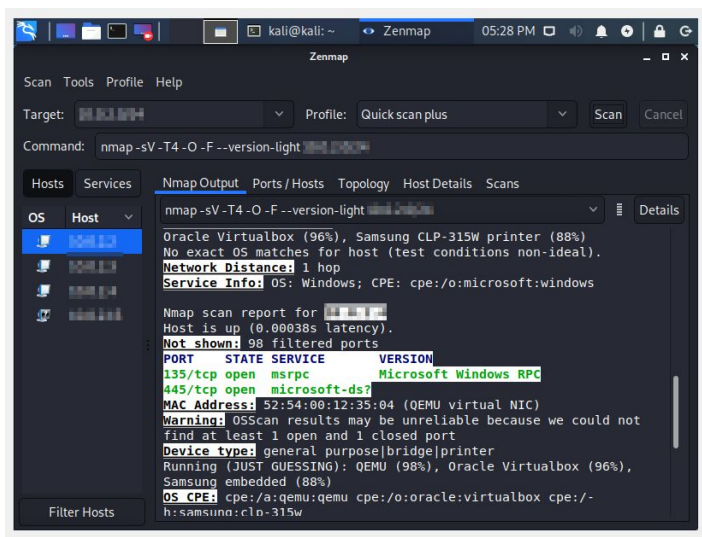 kali@kali: ~
Zenmap
05:28 PM
Zenmap
Scan Tools Profile Help
Target:
Profile: Quick scan plus
Scan
Cancel
Command: nmap -sV -T4 -O -F --version-light
Hosts
Services
Nmap Output
Ports / Hosts
Topology
Host Details
Scans
OS
Host
nmap -sV -T4 -O -F --version-light
Details
Oracle Virtualbox (96%), Samsung CLP-315W printer (88%)
No exact OS matches for host (test conditions non-ideal).
Network Distance: 1 hop
Service Info: OS: Windows; CPE: cpe:/o:microsoft:windows
Nmap scan report for
Host is up (0.00038s latency).
Not shown: 98 filtered ports
PORT STATE SERVICE VERSION
135/tcp open msrpc Microsoft Windows RPC
445/tcp open microsoft-ds?
MAC Address: 52:54:00:12:35:04 (QEMU virtual NIC)
Warning: OSScan results may be unreliable because we could not
find at least 1 open and 1 closed port
Device type: general purpose|bridge|printer
Running (JUST GUESSING): QEMU (98%), Oracle Virtualbox (96%),
Samsung embedded (88%)
OS CPE: cpe:/a:qemu:qemu cpe:/o:oracle:virtualbox cpe:/-
h:samsung:clp-315w
Filter Hosts